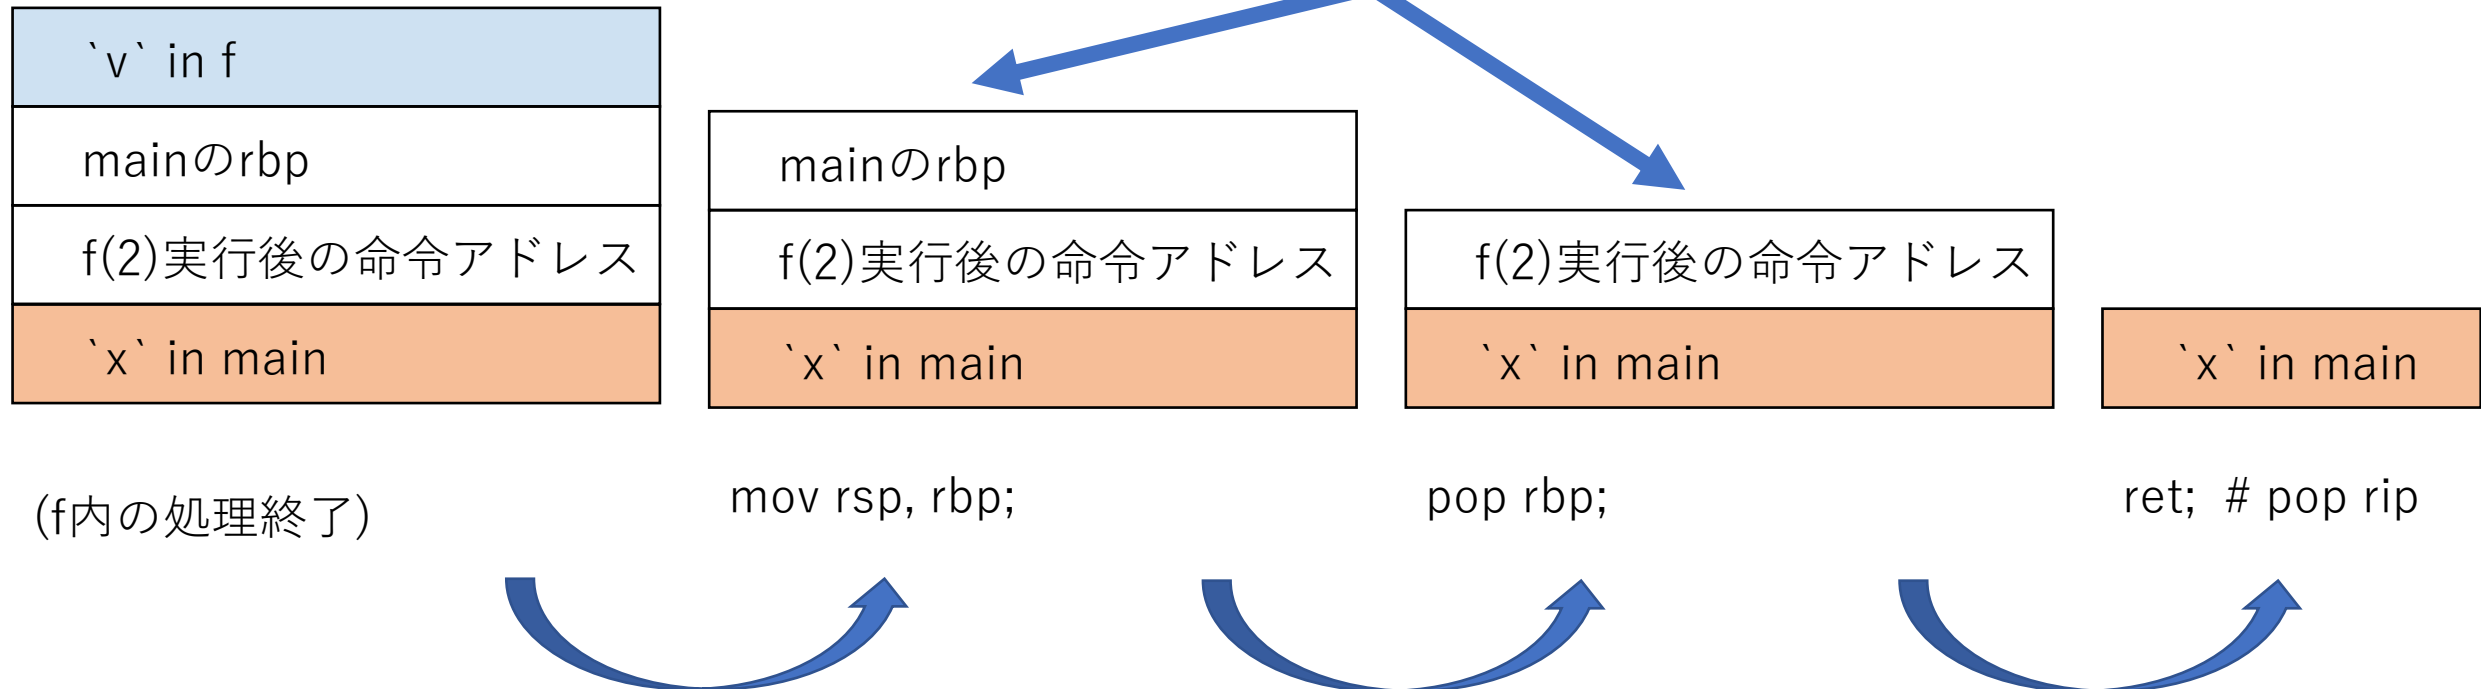 `v` in f
mainのrbp
f(2)実行後の命令アドレス
`x` in main
(f内の処理終了)
mainのrbp
f(2)実行後の命令アドレス
`x` in main
mov rsp, rbp;
f(2)実行後の命令アドレス
`x` in main
pop rbp;
`x` in main
ret; # pop rip